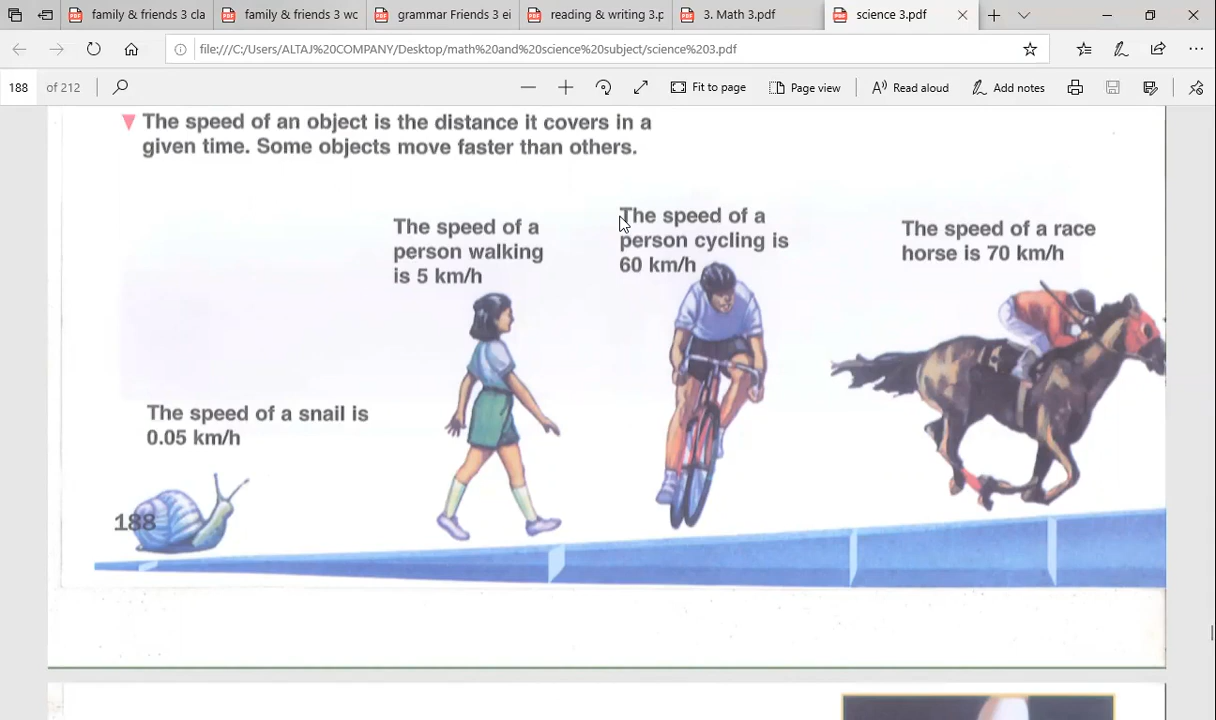 family & friends 3 cla
family & friends 3 wc
grammar Friends 3 ei
reading & writing 3.p
3. Math 3.pdf
science 3.pdf
file:///C:/Users/ALTAJ%20COMPANY/Desktop/math%20and%20science%20subject/science%203.pdf
188 of 212
Fit to page
Page view
Read aloud
Add notes
The speed of an object is the distance it covers in a
given time. Some objects move faster than others.
The speed of a snail is
0.05 km/h
The speed of a
person walking
is 5 km/h
The speed of a
person cycling is
60 km/h
The speed of a race
horse is 70 km/h
188